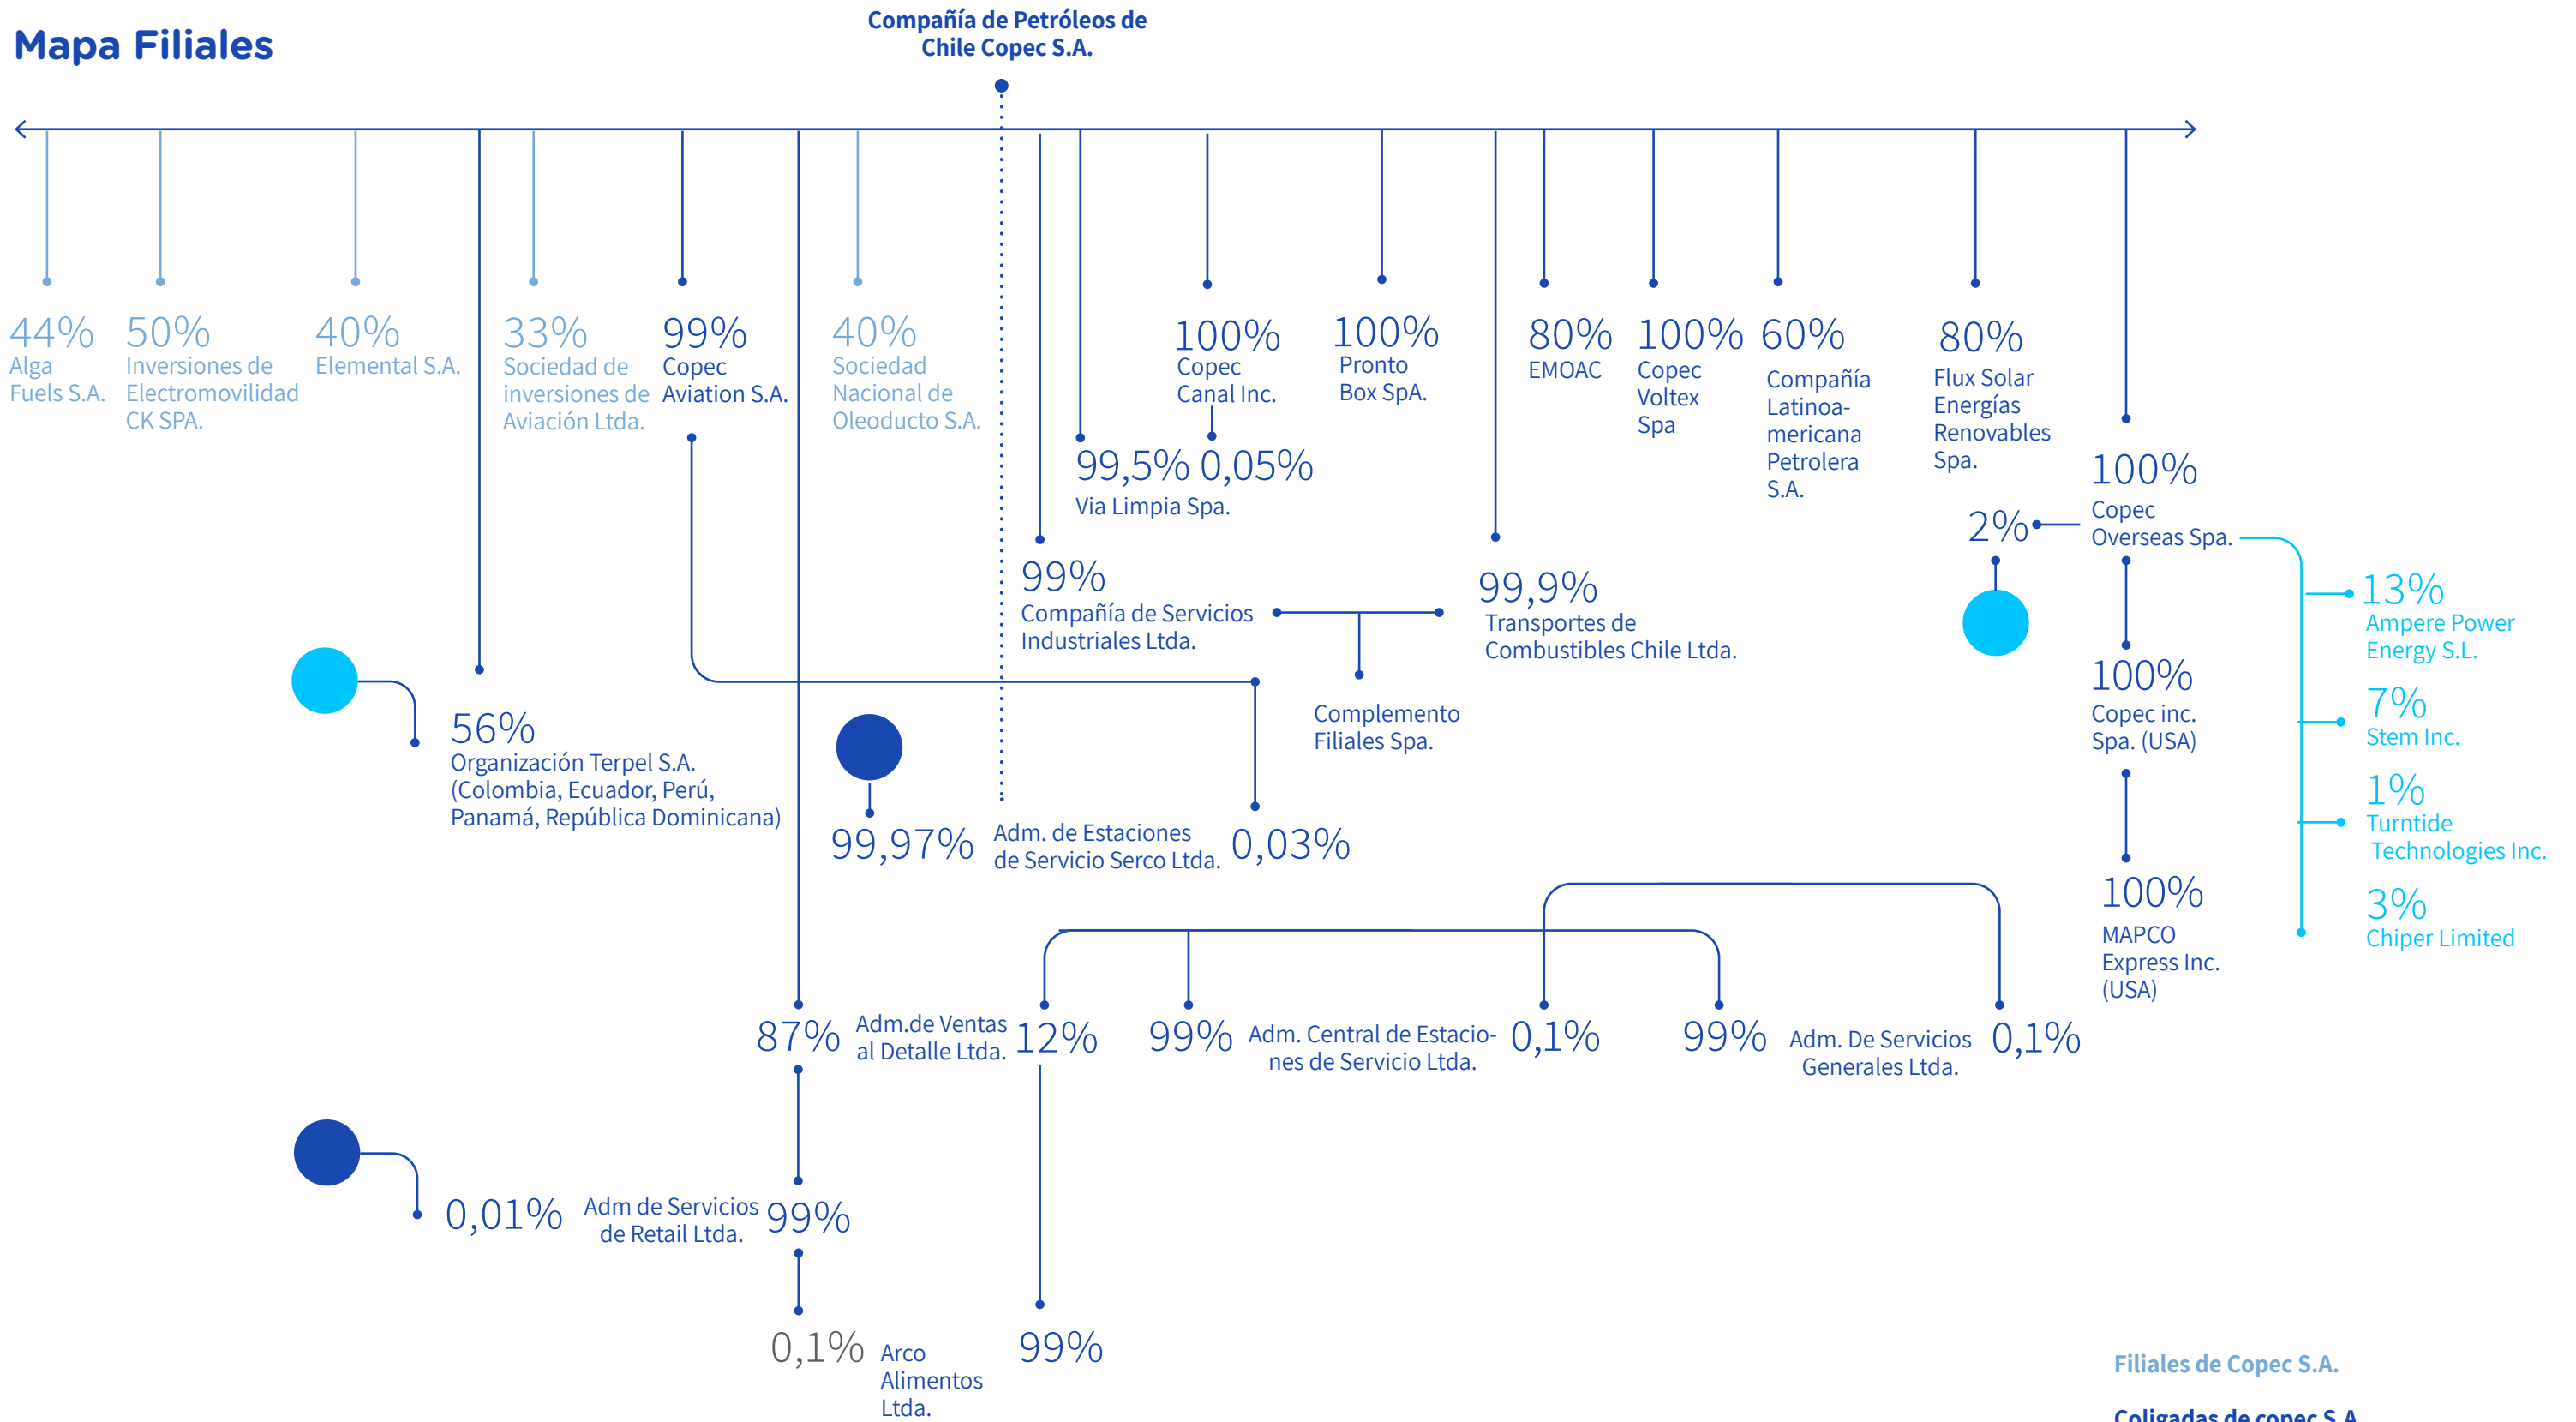 Mapa Filiales
Compañía de Petróleos de
Chile Copec S.A.
44%
Alga
Fuels S.A.
50%
Inversiones de
Electromovilidad
CK SPA.
40%
Elemental S.A.
33%
Sociedad de
inversiones de
Aviación Ltda.
99%
Copec
Aviation S.A.
40%
Sociedad
Nacional de
Oleoducto S.A.
100%
Copec
Canal Inc.
100%
Pronto
Box SpA.
80%
EMOAC
100%
Copec
Voltex
Spa
60%
Compañía
Latinoa-
mericana
Petrolera
S.A.
80%
Flux Solar
Energías
Renovables
Spa.
99,5% 0,05%
Via Limpia Spa.
100%
Copec
Overseas Spa.
2%
99%
Compañía de Servicios
Industriales Ltda.
99,9%
Transportes de
Combustibles Chile Ltda.
Complemento
Filiales Spa.
13%
Ampere Power
Energy S.L.
7%
Stem Inc.
1%
Turntide
Technologies Inc.
3%
Chiper Limited
100%
Copec inc.
Spa. (USA)
100%
MAPCO
Express Inc.
(USA)
56%
Organización Terpel S.A.
(Colombia, Ecuador, Perú,
Panamá, República Dominicana)
99,97%
Adm. de Estaciones
de Servicio Serco Ltda.
0,03%
87%
Adm.de Ventas
al Detalle Ltda.
12%
99%
Adm. Central de Estacio-
nes de Servicio Ltda.
0,1%
99%
Adm. De Servicios
Generales Ltda.
0,1%
0,01%
Adm de Servicios
de Retail Ltda.
99%
0,1%
Arco
Alimentos
Ltda.
99%
Filiales de Copec S.A.
Coligadas de copec S.A